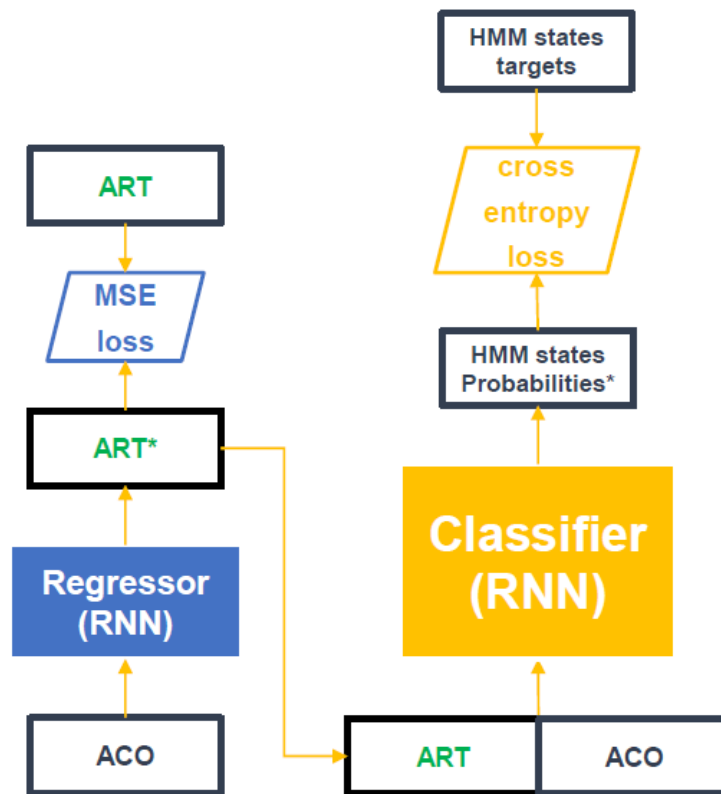 HMM states
targets
cross
entropy
loss
ART
MSE
loss
HMM states
Probabilities*
ART*
Classifier
(RNN)
Regressor
(RNN)
ACO
ART
ACO